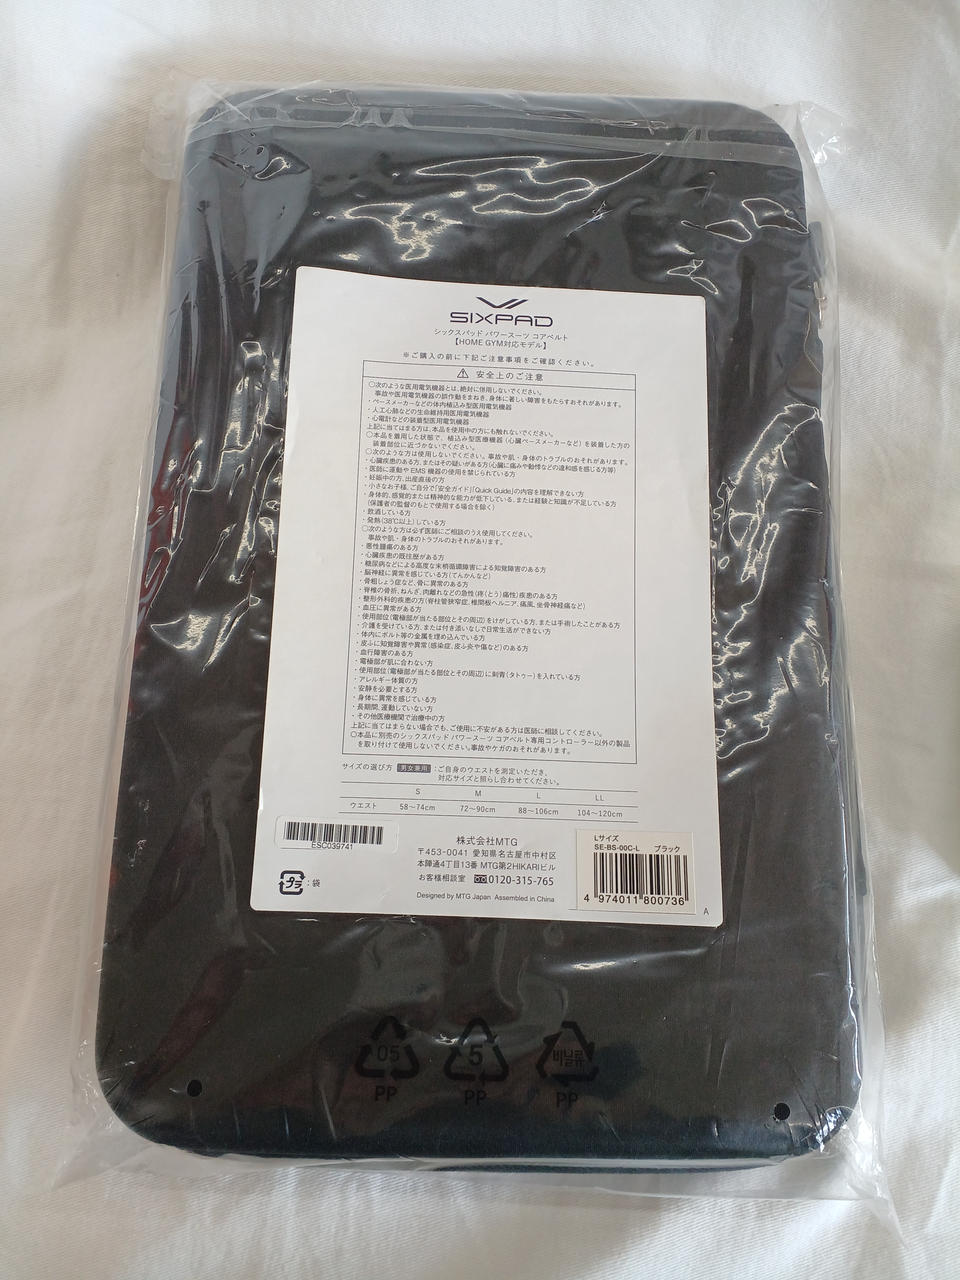 SIXPAD
シックスパッド パワースーツ コアベルト
【HOME GYM対応モデル】
※ご購入の前に下記ご注意事項をご確認ください。
安全上のご注意
○次のような医用電気機器とは、絶対に併用しないでください。
事故や医用電気機器の誤作動をまねき、身体に著しい障害をもたらすおそれがあります。
・ペースメーカーなどの体内植込み型医用電気機器
・人工心肺などの生命維持用医用電気機器
・心電計などの装着型医用電気機器
上記に当てはまる方は、本品を使用中の方にも触れないでください。
○本品を着用した状態で、植込み型医療機器（心臓ペースメーカーなど）を装着した方の
装着部位に近づかないでください。
○次のような方は使用しないでください。事故や肌・身体のトラブルのおそれがあります。
・心臓疾患のある方、またはその疑いがある方（心臓に痛みや動悸などの違和感を感じる方等）
・医師に運動や EMS 機器の使用を禁じられている方
・妊娠中の方、出産直後の方
・小さなお子様、ご自分で「安全ガイド」「Quick Guide」の内容を理解できない方
・身体的、感覚的または精神的な能力が低下している、または経験と知識が不足している方
（保護者の監督のもとで使用する場合を除く）
・飲酒している方
・発熱（38℃以上）している方
○次のような方は必ず医師にご相談のうえ使用してください。
事故や肌・身体のトラブルのおそれがあります。
・悪性腫瘍のある方
・心臓疾患の既往歴がある方
・糖尿病などによる高度な末梢循環障害による知覚障害のある方
・脳神経に異常を感じている方（てんかんなど）
・骨粗しょう症など、骨に異常のある方
・脊椎の骨折、ねんざ、肉離れなどの急性（疼（とう）痛性）疾患のある方
・整形外科的疾患の方（脊柱管狭窄症、椎間板ヘルニア、痛風、坐骨神経痛など）
・血圧に異常がある方
・使用部位（電極部が当たる部位とその周辺）をけがしている方、または手術したことがある方
・介護を受けている方、または付き添いなしで日常生活ができない方
・体内にボルト等の金属を埋め込んでいる方
・皮ふに知覚障害や異常（感染症、皮ふ炎や傷など）のある方
・血行障害のある方
・電極部が肌に合わない方
・使用部位（電極部が当たる部位とその周辺）に刺青（タトゥー）を入れている方
・アレルギー体質の方
・安静を必要とする方
・身体に異常を感じている方
・長期間、運動していない方
・その他医療機関で治療中の方
上記に当てはまらない場合でも、ご使用に不安がある方は医師に相談してください。
○本品に別売のシックスパッド パワースーツ コアベルト専用コントローラー以外の製品
を取り付けて使用しないでください。事故やケガのおそれがあります。
サイズの選び方 男女兼用：ご自身のウエストを測定いただき、
対応サイズと照らし合わせてください。
S M L LL
ウエスト 58〜74cm 72〜90cm 88〜106cm 104〜120cm
ESC039741
プラ：袋
株式会社MTG
〒453-0041 愛知県名古屋市中村区
本陣通4丁目13番 MTG第2HIKARIビル
お客様相談室 0120-315-765
Designed by MTG Japan Assembled in China
Lサイズ
SE-BS-00C-L ブラック
4 974011 800736
A
05 5 비닐류
PP PP PP